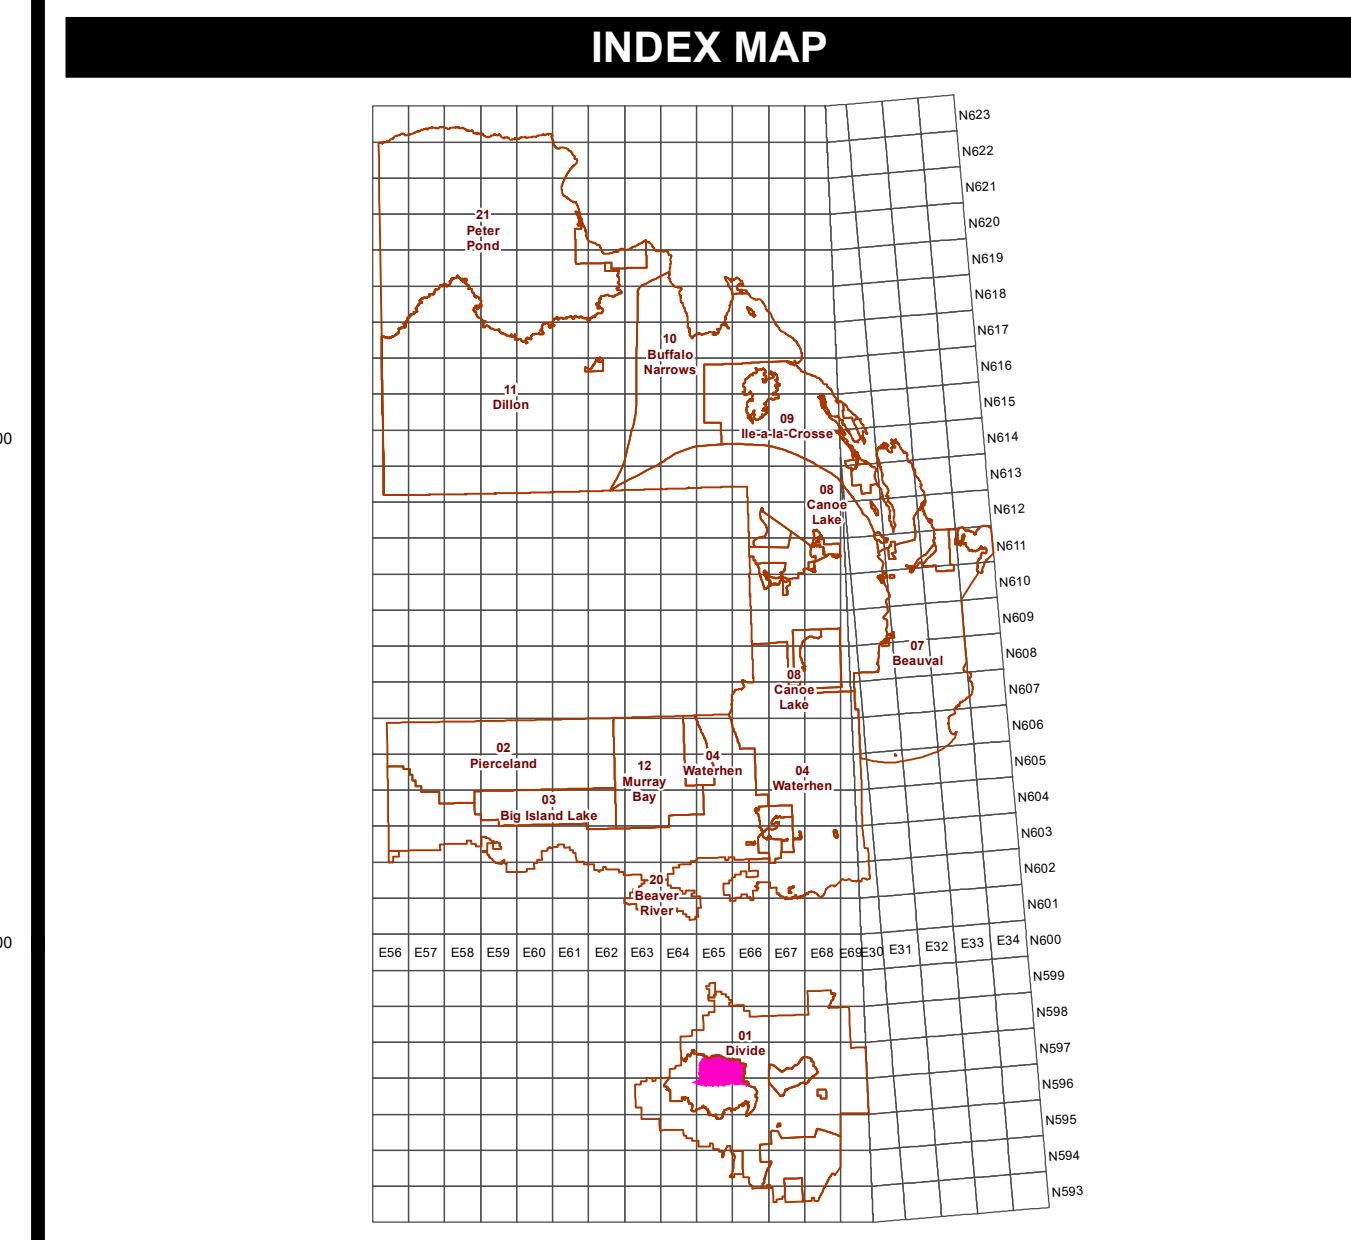 INDEX MAP
N623
N622
N621
21
Peter
Pond
N620
N619
N618
N617
10
Buffalo
Narrows
N616
11
Dillon
N615
09
Ile-a-la-Crosse
00
N614
N613
08
Canoe
Lake
N612
N611
N610
N609
07
Beauval
N608
08
Canoe
Lake
N607
N606
02
Pierceland
12
Murray
Bay
04
Waterhen
04
Waterhen
N605
03
Big Island Lake
N604
N603
N602
20
Beaver
River
N601
00
E56 E57 E58 E59 E60 E61 E62 E63 E64 E65 E66 E67 E68 E69 E30 E31 E32 E33 E34 N600
N599
N598
01
Divide
N597
N596
N595
N594
N593